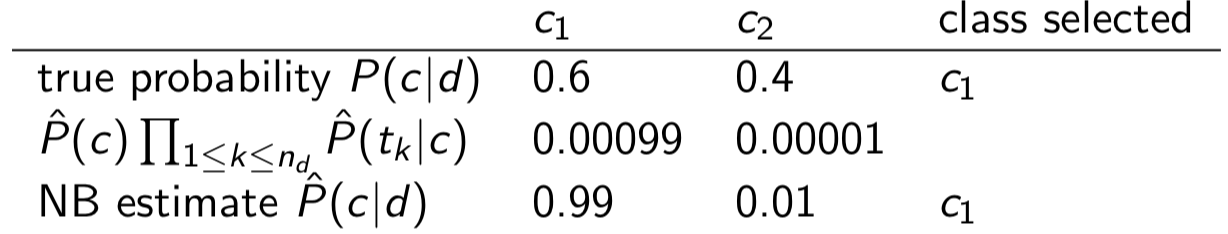 c₁ c₂ class selected
true probability P(c|d) 0.6 0.4 c₁
P̂(c) ∏₁≤k≤n_d P̂(tₖ|c) 0.00099 0.00001
NB estimate P̂(c|d) 0.99 0.01 c₁